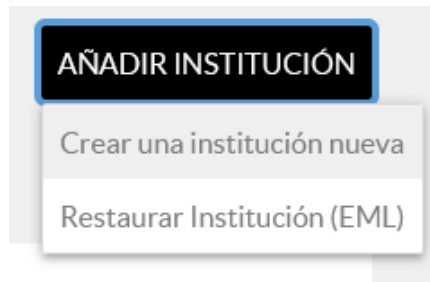 AÑADIR INSTITUCIÓN
Crear una institución nueva
Restaurar Institución (EML)